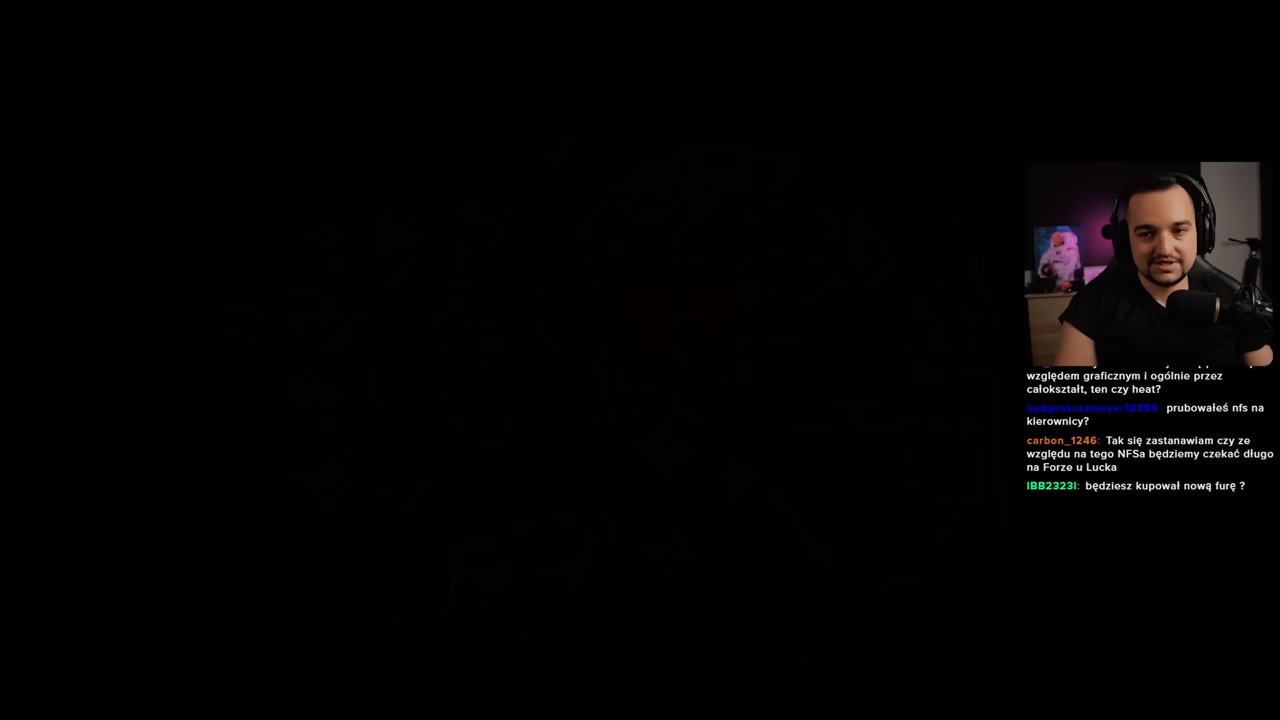 względem graficznym i ogólnie przez
całokształt, ten czy heat?
bydgoszczenjoyer12389 prubowałeś nfs na
kierownicy?
carbon_1246: Tak się zastanawiam czy ze
względu na tego NFSa będziemy czekać długo
na Forze u Lucka
IBB2323I: będziesz kupował nową furę ?